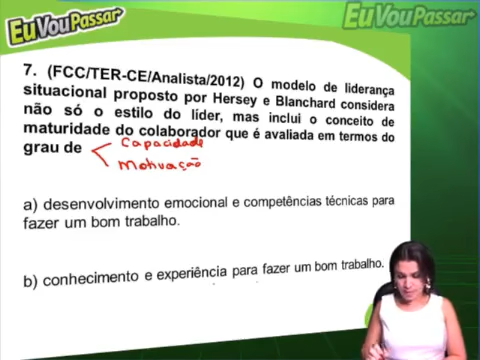 EuVouPassar
EuVouPassar
7. (FCC/TER-CE/Analista/2012) O modelo de liderança
situacional proposto por Hersey e Blanchard considera
não só o estilo do líder, mas inclui o conceito de
maturidade do colaborador que é avaliada em termos do
grau de
Capacidade
Motivação
a) desenvolvimento emocional e competências técnicas para
fazer um bom trabalho.
b) conhecimento e experiência para fazer um bom trabalho.